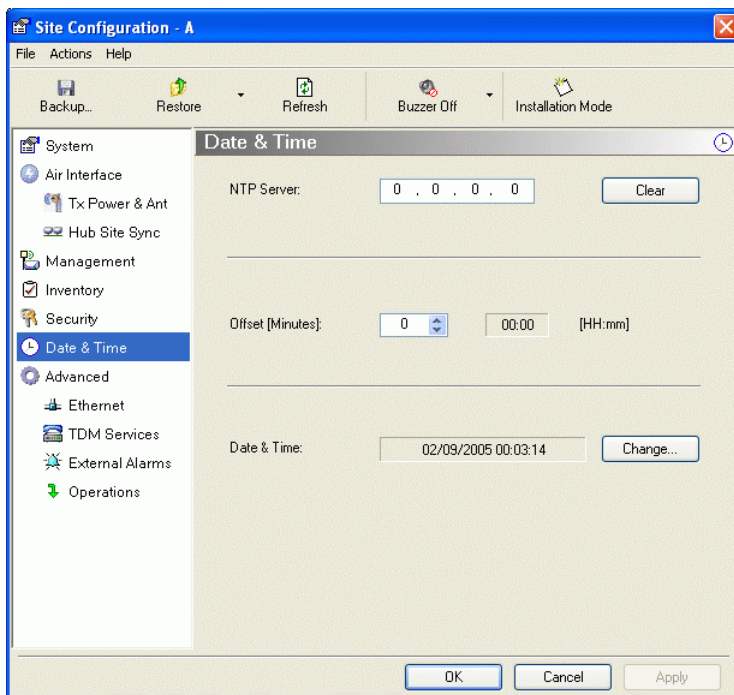 Site Configuration - A
File Actions Help
Backup... Restore Refresh Buzzer Off Installation Mode
System
Air Interface
Tx Power & Ant
Hub Site Sync
Management
Inventory
Security
Date & Time
Advanced
Ethernet
TDM Services
External Alarms
Operations
Date & Time
NTP Server: 0 . 0 . 0 . 0 Clear
Offset [Minutes]: 0 00:00 [HH:mm]
Date & Time: 02/09/2005 00:03:14 Change...
OK Cancel Apply